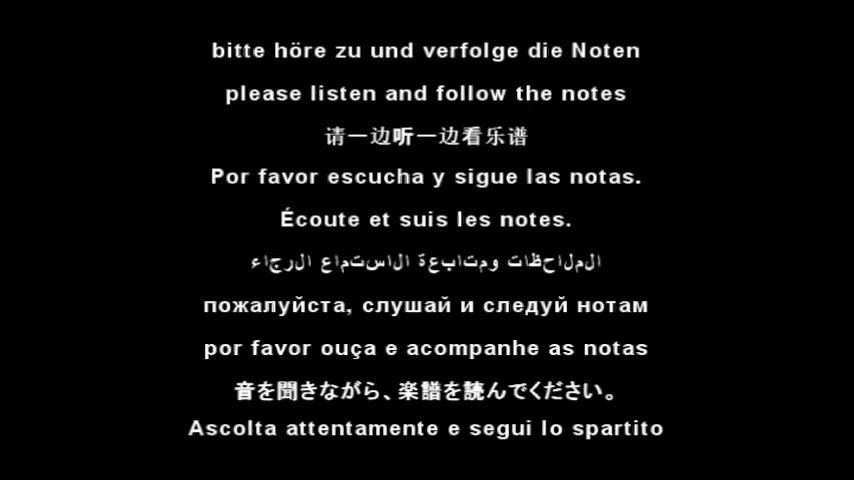 bitte höre zu und verfolge die Noten
please listen and follow the notes
请一边听一边看乐谱
Por favor escucha y sigue las notas.
Écoute et suis les notes.
الملاحظات ومتابعة الاستماع الرجاء
пожалуйста, слушай и следуй нотам
por favor ouça e acompanhe as notas
音を聞きながら、楽譜を読んでください。
Ascolta attentamente e segui lo spartito